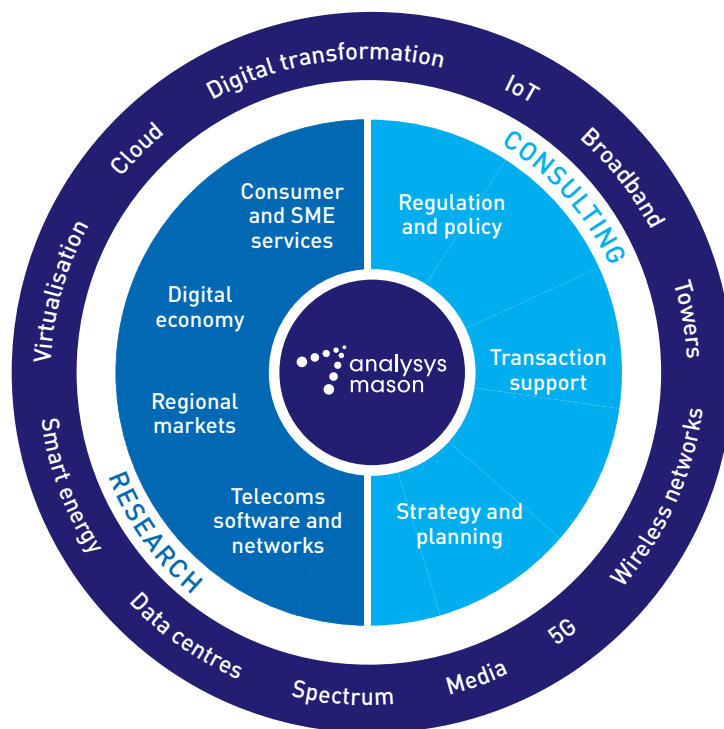 Digital transformation
IoT
Broadband
Towers
Wireless networks
5G
Media
Spectrum
Data centres
Smart energy
Virtualisation
Cloud
CONSULTING
RESEARCH
Consumer
and SME
services
Digital
economy
Regional
markets
Telecoms
software and
networks
Regulation
and policy
Transaction
support
Strategy and
planning
analysys
mason